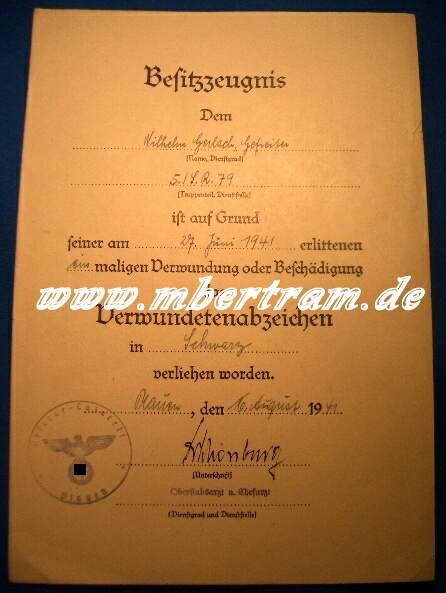 Besitzzeugnis
Dem
Wilhelm Gerlach, Gefreiter
(Name, Dienstgrad)
5./S.R. 79
(Truppenteil, Dienststelle)
ist auf Grund
seiner am 27. Juni 1941 erlittenen
ein maligen Verwundung oder Beschädigung
das
www.mbertram.de
Verwundetenabzeichen
in Schwarz
verliehen worden.
, den 16. August 1941
(Unterschrift)
Oberstabsarzt u. Chefarzt
(Dienstgrad und Dienststelle)